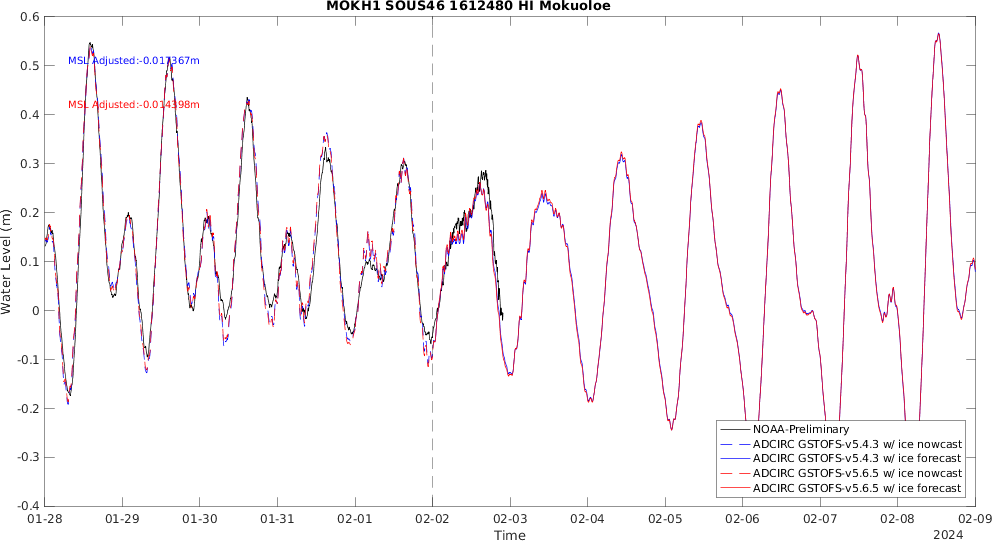 MOKH1 SOUS46 1612480 HI Mokuoloe
0.6
0.5
0.4
0.3
0.2
0.1
0
-0.1
-0.2
-0.3
-0.4
Water Level (m)
MSL Adjusted:-0.017367m
MSL Adjusted:-0.014398m
NOAA-Preliminary
ADCIRC GSTOFS-v5.4.3 w/ ice nowcast
ADCIRC GSTOFS-v5.4.3 w/ ice forecast
ADCIRC GSTOFS-v5.6.5 w/ ice nowcast
ADCIRC GSTOFS-v5.6.5 w/ ice forecast
01-28 01-29 01-30 01-31 02-01 02-02 02-03 02-04 02-05 02-06 02-07 02-08 02-09
Time
2024